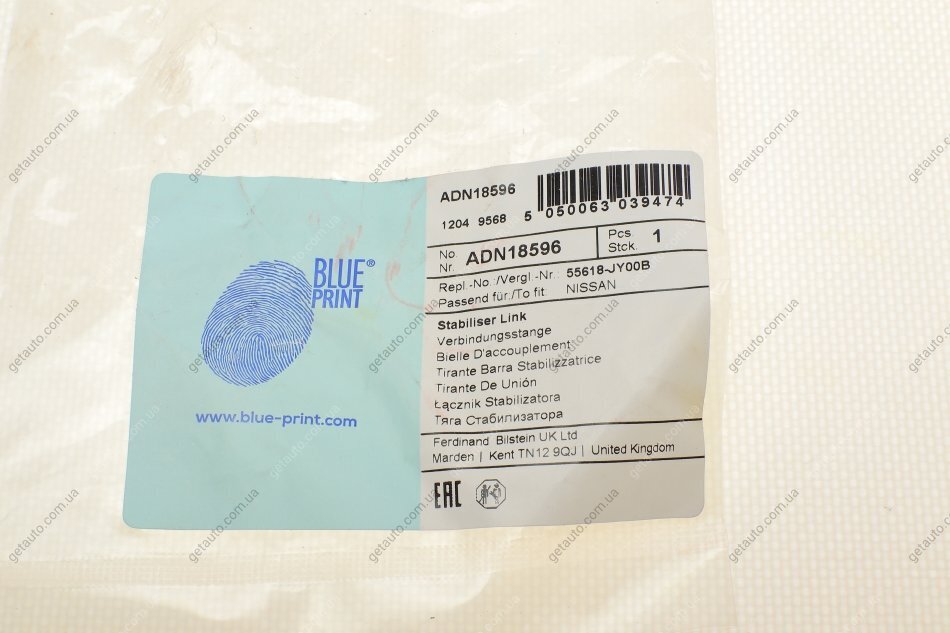 ADN18596
1204 9568
5 050063 039474
No. Nr. ADN18596
Pcs. Stck. 1
Repl.-No.:/Vergl.-Nr.: 55618-JY00B
Passend für:/To fit: NISSAN
Stabiliser Link
Verbindungsstange
Bielle D'accouplement
Tirante Barra Stabilizzatrice
Tirante De Unión
Łącznik Stabilizatora
Тяга Стабилизатора
Ferdinand Bilstein UK Ltd
Marden | Kent TN12 9QJ | United Kingdom
EAC
BLUE®
PRINT
www.blue-print.com
getauto.com.ua